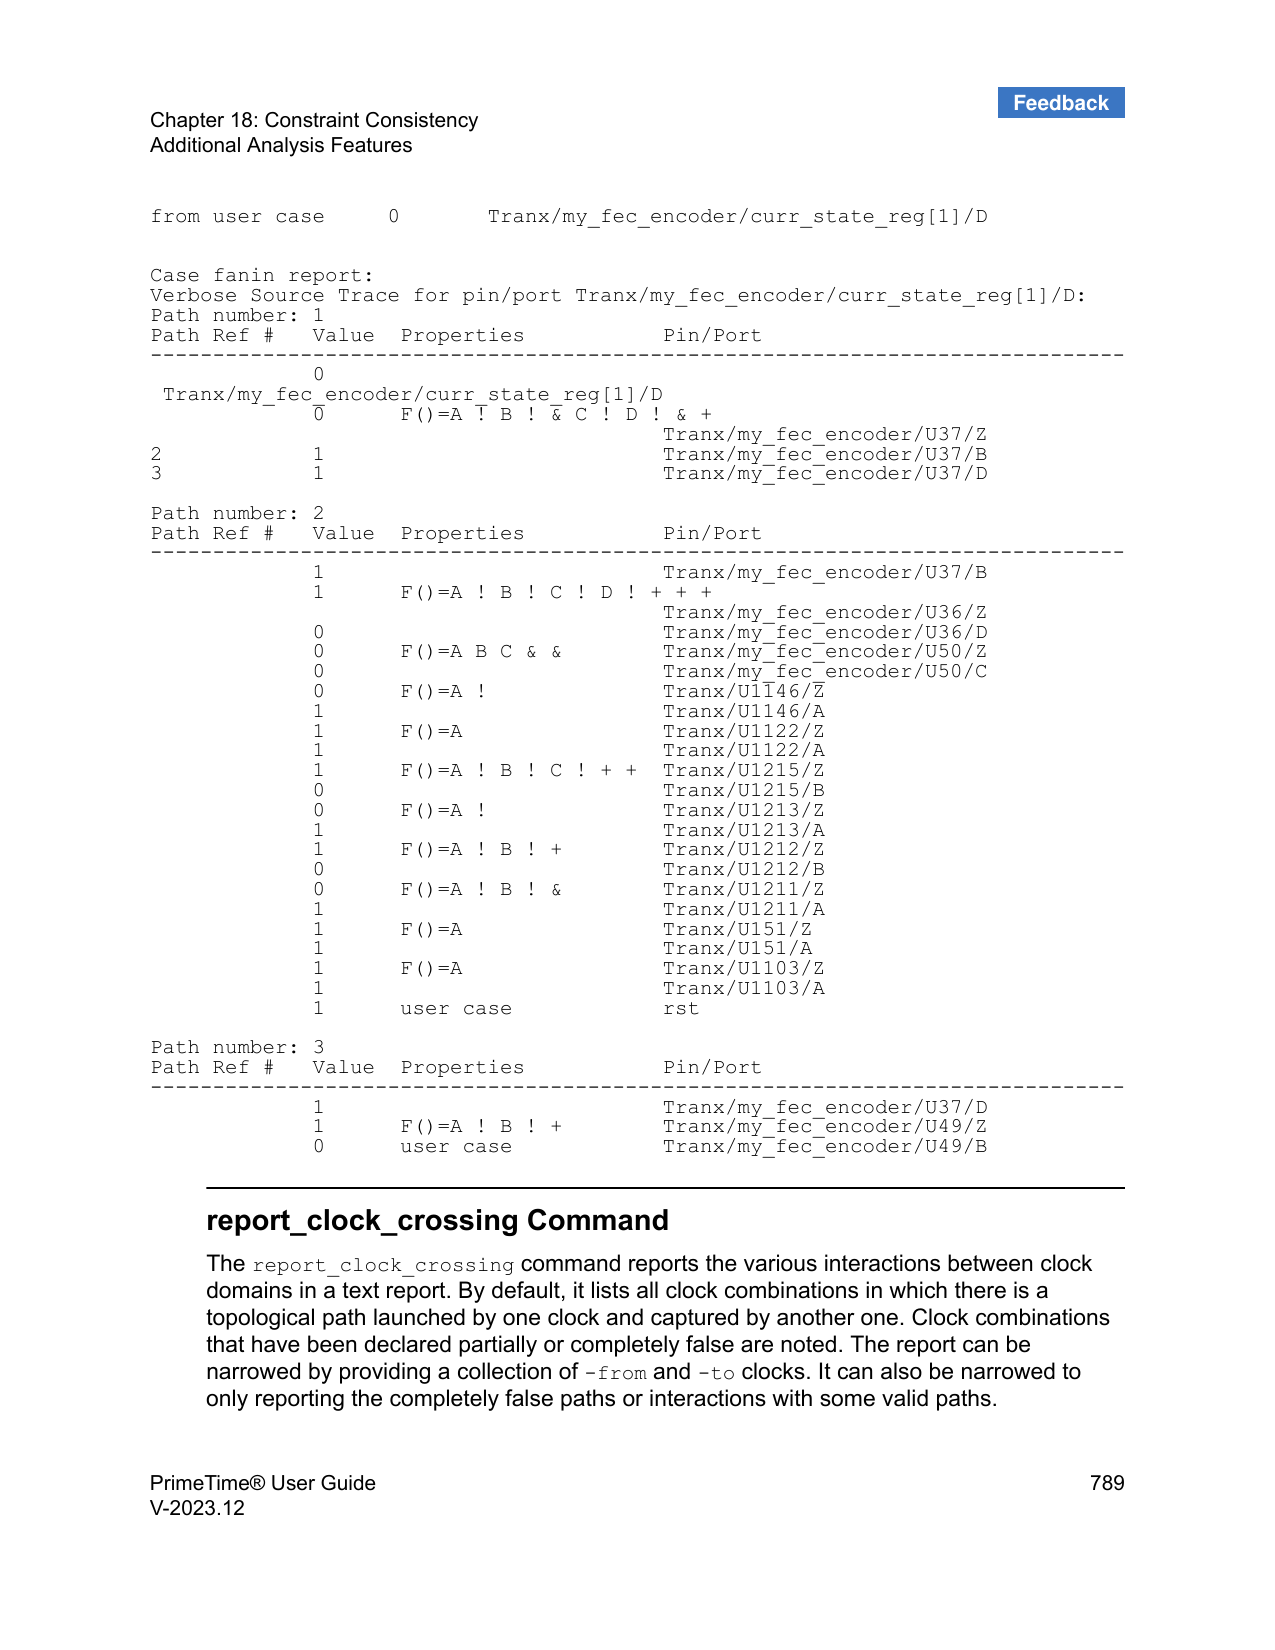 Feedback
Chapter 18: Constraint Consistency
Additional Analysis Features
from user case     0       Tranx/my_fec_encoder/curr_state_reg[1]/D
Case fanin report:
Verbose Source Trace for pin/port Tranx/my_fec_encoder/curr_state_reg[1]/D:
Path number: 1
Path Ref #   Value  Properties           Pin/Port
------------------------------------------------------------------------------
             0
 Tranx/my_fec_encoder/curr_state_reg[1]/D
             0      F()=A ! B ! & C ! D ! & +
                                         Tranx/my_fec_encoder/U37/Z
2            1                           Tranx/my_fec_encoder/U37/B
3            1                           Tranx/my_fec_encoder/U37/D
Path number: 2
Path Ref #   Value  Properties           Pin/Port
------------------------------------------------------------------------------
             1                           Tranx/my_fec_encoder/U37/B
             1      F()=A ! B ! C ! D ! + + +
                                         Tranx/my_fec_encoder/U36/Z
             0                           Tranx/my_fec_encoder/U36/D
             0      F()=A B C & &        Tranx/my_fec_encoder/U50/Z
             0                           Tranx/my_fec_encoder/U50/C
             0      F()=A !              Tranx/U1146/Z
             1                           Tranx/U1146/A
             1      F()=A                Tranx/U1122/Z
             1                           Tranx/U1122/A
             1      F()=A ! B ! C ! + +  Tranx/U1215/Z
             0                           Tranx/U1215/B
             0      F()=A !              Tranx/U1213/Z
             1                           Tranx/U1213/A
             1      F()=A ! B ! +        Tranx/U1212/Z
             0                           Tranx/U1212/B
             0      F()=A ! B ! &        Tranx/U1211/Z
             1                           Tranx/U1211/A
             1      F()=A                Tranx/U151/Z
             1                           Tranx/U151/A
             1      F()=A                Tranx/U1103/Z
             1                           Tranx/U1103/A
             1      user case            rst
Path number: 3
Path Ref #   Value  Properties           Pin/Port
------------------------------------------------------------------------------
             1                           Tranx/my_fec_encoder/U37/D
             1      F()=A ! B ! +        Tranx/my_fec_encoder/U49/Z
             0      user case            Tranx/my_fec_encoder/U49/B
report_clock_crossing Command
The report_clock_crossing command reports the various interactions between clock
domains in a text report. By default, it lists all clock combinations in which there is a
topological path launched by one clock and captured by another one. Clock combinations
that have been declared partially or completely false are noted. The report can be
narrowed by providing a collection of -from and -to clocks. It can also be narrowed to
only reporting the completely false paths or interactions with some valid paths.
PrimeTime® User Guide
789
V-2023.12